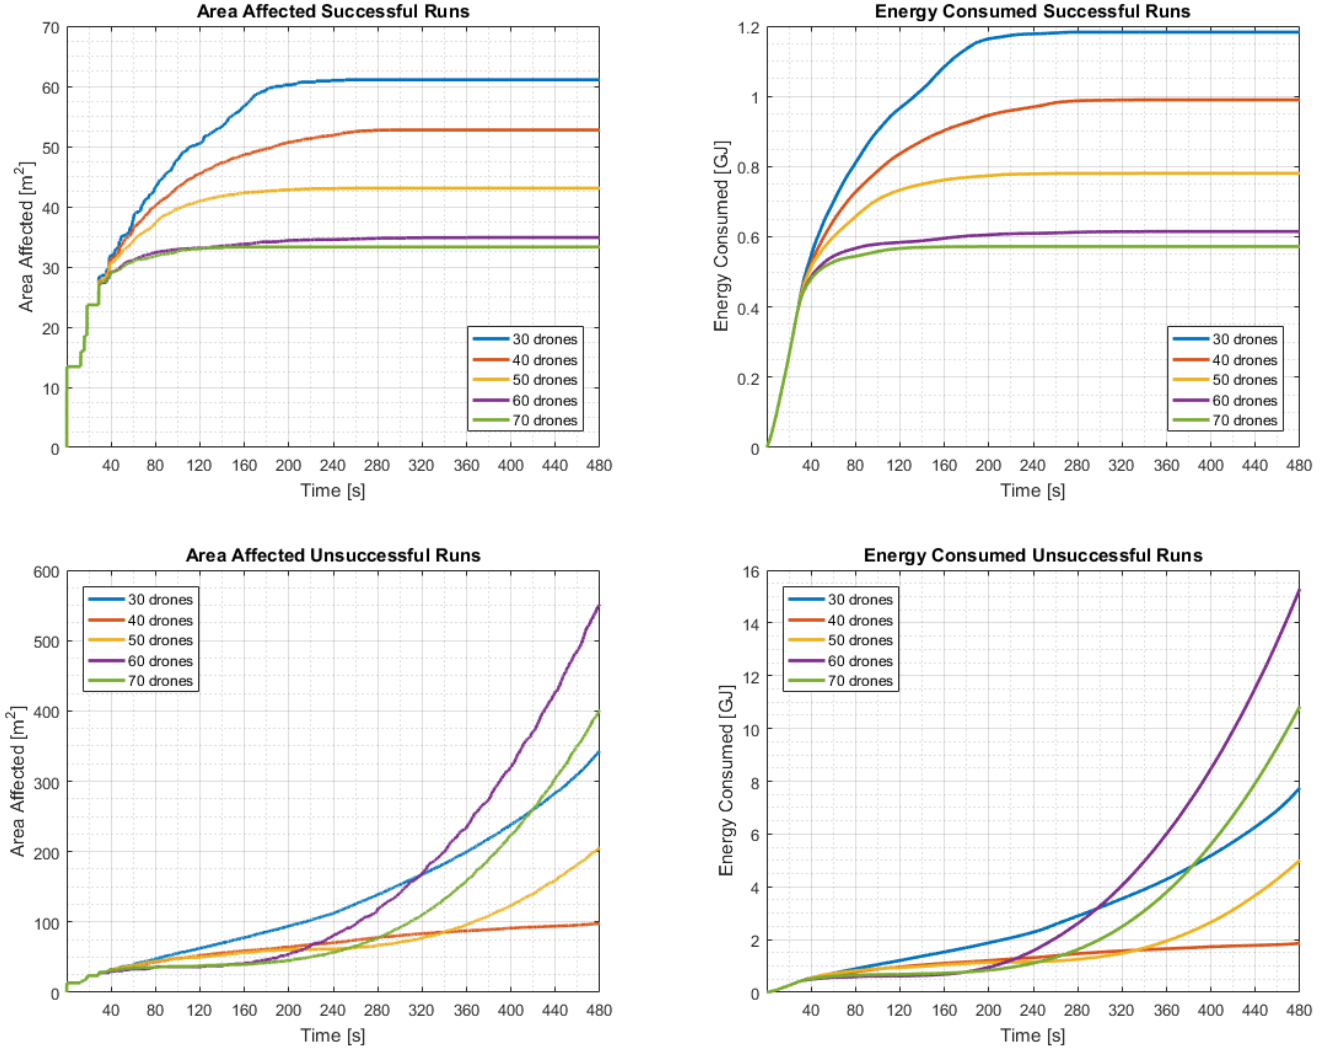 Area Affected Successful Runs
Area Affected [m2]
70
60
50
40
30
20
10
0
30 drones
40 drones
50 drones
60 drones
70 drones
40 80 120 160 200 240 280 320 360 400 440 480
Time [s]
Energy Consumed Successful Runs
Energy Consumed [GJ]
1.2
1
0.8
0.6
0.4
0.2
0
30 drones
40 drones
50 drones
60 drones
70 drones
40 80 120 160 200 240 280 320 360 400 440 480
Time [s]
Area Affected Unsuccessful Runs
Area Affected [m2]
600
500
400
300
200
100
0
30 drones
40 drones
50 drones
60 drones
70 drones
40 80 120 160 200 240 280 320 360 400 440 480
Time [s]
Energy Consumed Unsuccessful Runs
Energy Consumed [GJ]
16
14
12
10
8
6
4
2
0
30 drones
40 drones
50 drones
60 drones
70 drones
40 80 120 160 200 240 280 320 360 400 440 480
Time [s]